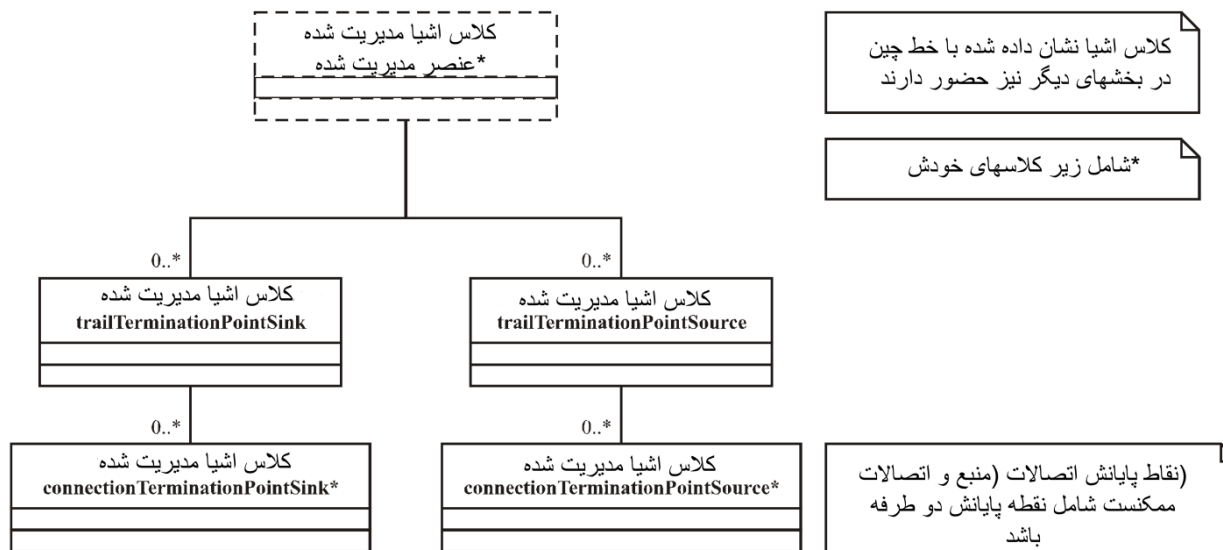 کلاس اشیا مدیریت شده
عنصر مدیریت شده*
کلاس اشیا نشان داده شده با خط چین
در بخشهای دیگر نیز حضور دارند
*شامل زیر کلاسهای خودش
0..*
0..*
کلاس اشیا مدیریت شده
trailTerminationPointSink
کلاس اشیا مدیریت شده
trailTerminationPointSource
0..*
0..*
کلاس اشیا مدیریت شده
connectionTerminationPointSink*
کلاس اشیا مدیریت شده
connectionTerminationPointSource*
(نقاط پایانش اتصالات (منبع و اتصالات
ممکنست شامل نقطه پایانش دو طرفه
باشد